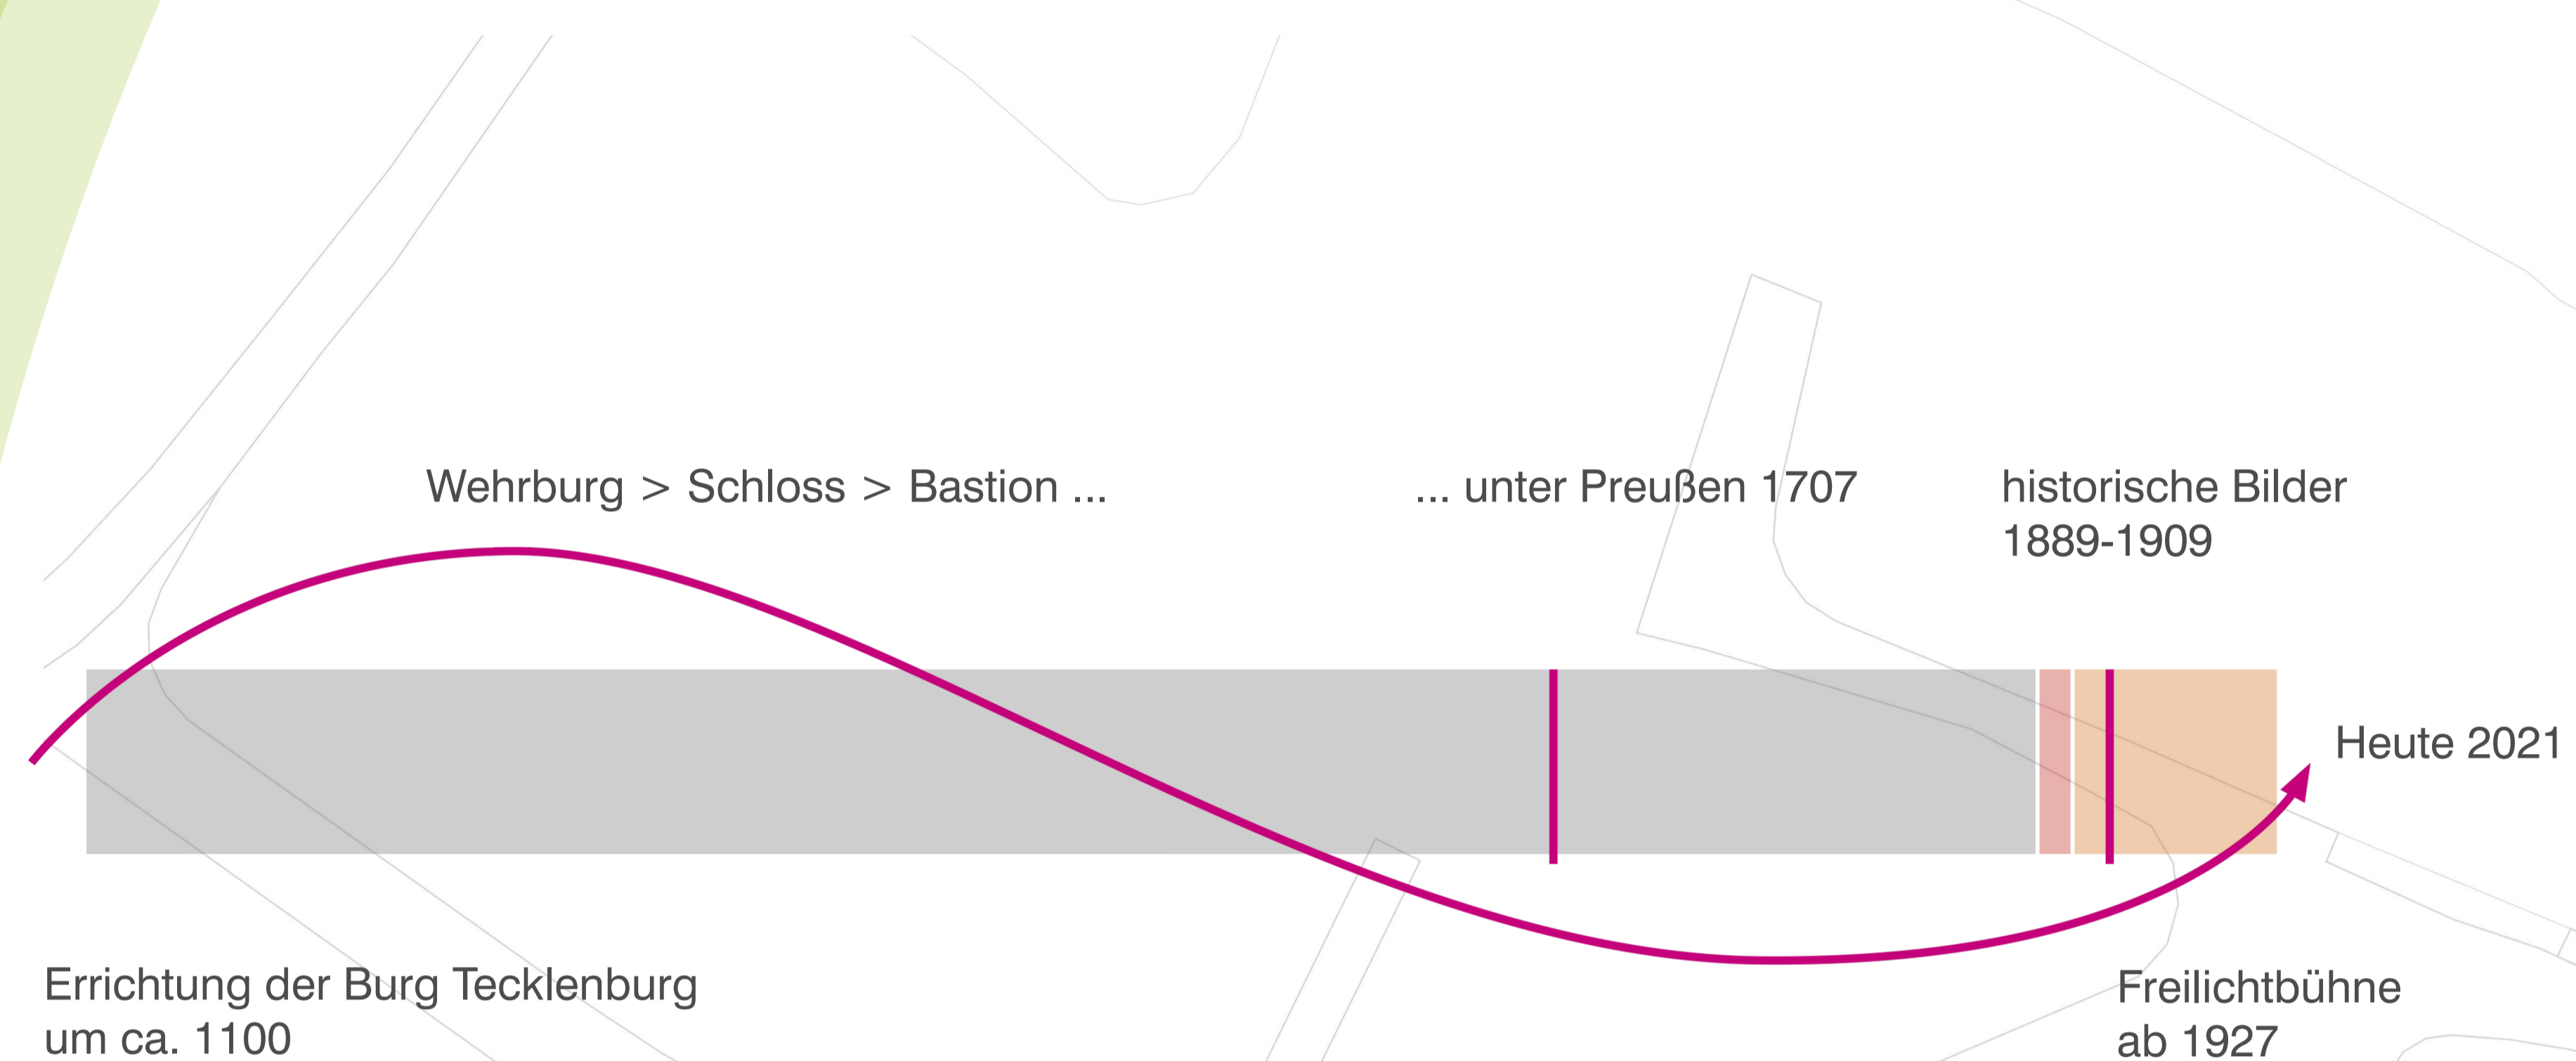 Wehrburg > Schloss > Bastion ...
... unter Preußen 1707
historische Bilder
1889-1909
Heute 2021
Errichtung der Burg Tecklenburg
um ca. 1100
Freilichtbühne
ab 1927